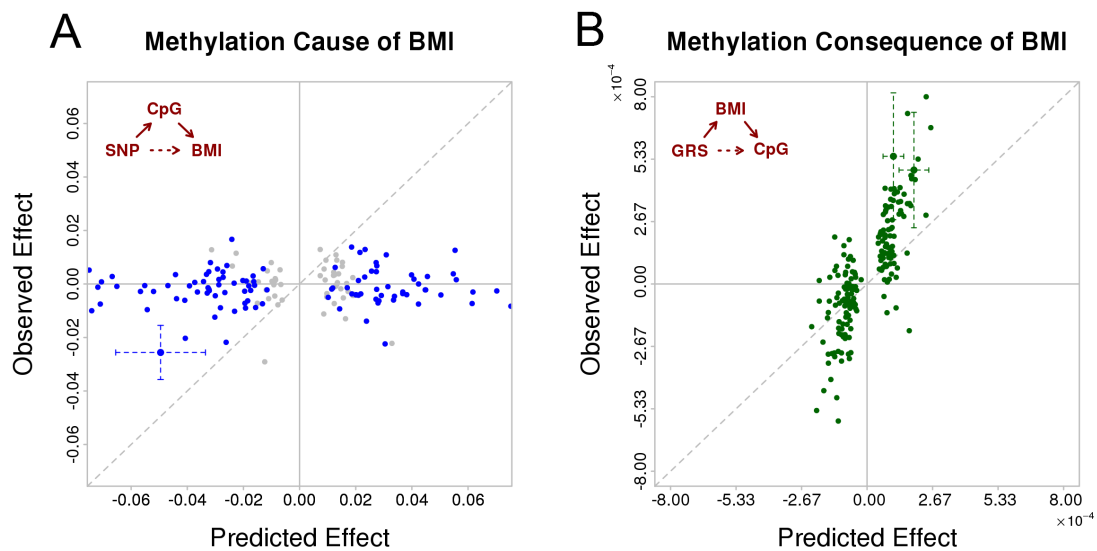 A
Methylation Cause of BMI
CpG
SNP
BMI
Observed Effect
0.06
0.04
0.02
0.00
-0.02
-0.04
-0.06
-0.06
-0.04
-0.02
0.00
0.02
0.04
0.06
Predicted Effect
B
Methylation Consequence of BMI
×10⁻⁴
BMI
GRS
CpG
Observed Effect
8.00
5.33
2.67
0.00
-2.67
-5.33
-8.00
-8.00
-5.33
-2.67
0.00
2.67
5.33
8.00
×10⁻⁴
Predicted Effect